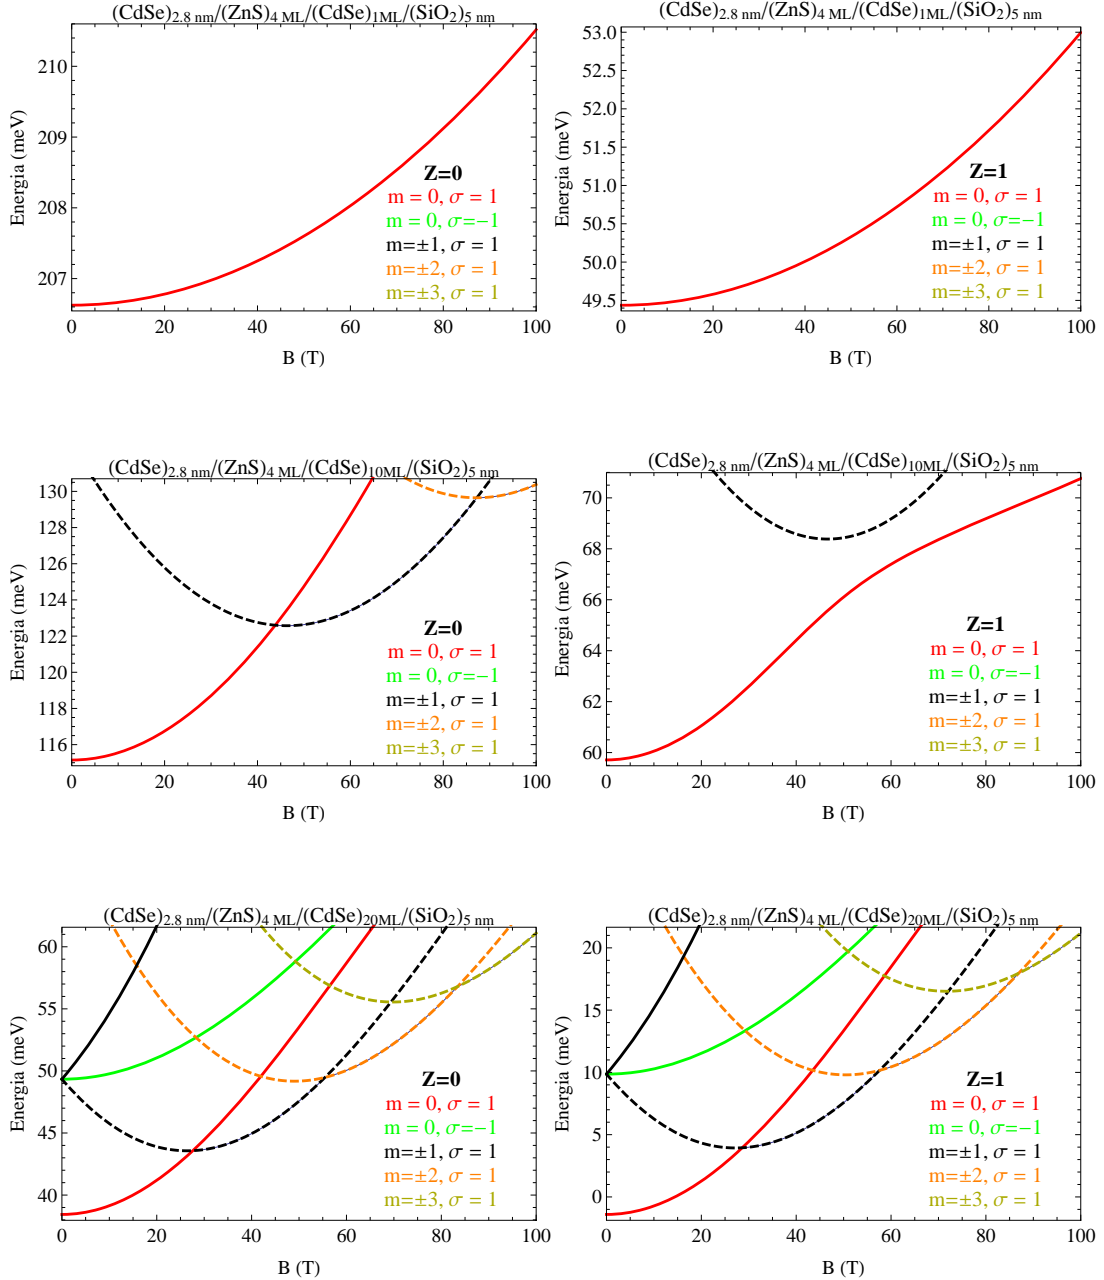 (CdSe)2.8 nm/(ZnS)4 ML/(CdSe)1ML/(SiO2)5 nm
210
209
208
207
Energia (meV)
Z=0
m = 0, σ = 1
m = 0, σ=−1
m=±1, σ = 1
m=±2, σ = 1
m=±3, σ = 1
0 20 40 60 80 100
B (T)
(CdSe)2.8 nm/(ZnS)4 ML/(CdSe)1ML/(SiO2)5 nm
53.0
52.5
52.0
51.5
51.0
50.5
50.0
49.5
Energia (meV)
Z=1
m = 0, σ = 1
m = 0, σ=−1
m=±1, σ = 1
m=±2, σ = 1
m=±3, σ = 1
0 20 40 60 80 100
B (T)
(CdSe)2.8 nm/(ZnS)4 ML/(CdSe)10ML/(SiO2)5 nm
130
128
126
124
122
120
118
116
Energia (meV)
Z=0
m = 0, σ = 1
m = 0, σ=−1
m=±1, σ = 1
m=±2, σ = 1
m=±3, σ = 1
0 20 40 60 80 100
B (T)
(CdSe)2.8 nm/(ZnS)4 ML/(CdSe)10ML/(SiO2)5 nm
70
68
66
64
62
60
Energia (meV)
Z=1
m = 0, σ = 1
m = 0, σ=−1
m=±1, σ = 1
m=±2, σ = 1
m=±3, σ = 1
0 20 40 60 80 100
B (T)
(CdSe)2.8 nm/(ZnS)4 ML/(CdSe)20ML/(SiO2)5 nm
60
55
50
45
40
Energia (meV)
Z=0
m = 0, σ = 1
m = 0, σ=−1
m=±1, σ = 1
m=±2, σ = 1
m=±3, σ = 1
0 20 40 60 80 100
B (T)
(CdSe)2.8 nm/(ZnS)4 ML/(CdSe)20ML/(SiO2)5 nm
20
15
10
5
0
Energia (meV)
Z=1
m = 0, σ = 1
m = 0, σ=−1
m=±1, σ = 1
m=±2, σ = 1
m=±3, σ = 1
0 20 40 60 80 100
B (T)